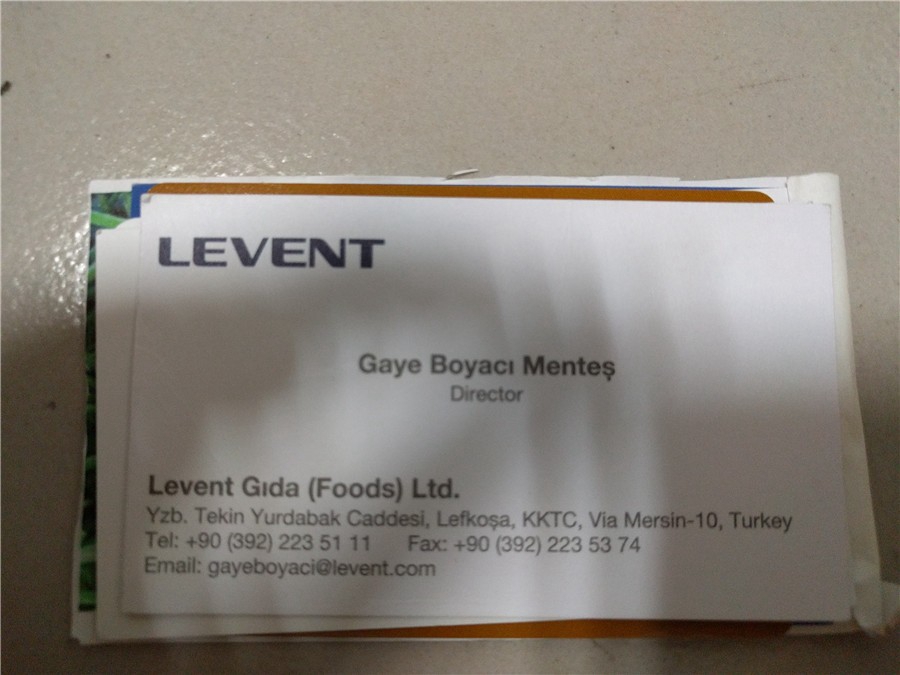 LEVENT
Gaye Boyacı Menteş
Director
Levent Gıda (Foods) Ltd.
Yzb. Tekin Yurdabak Caddesi, Lefkoşa, KKTC, Via Mersin-10, Turkey
Tel: +90 (392) 223 51 11 Fax: +90 (392) 223 53 74
Email: gayeboyaci@levent.com